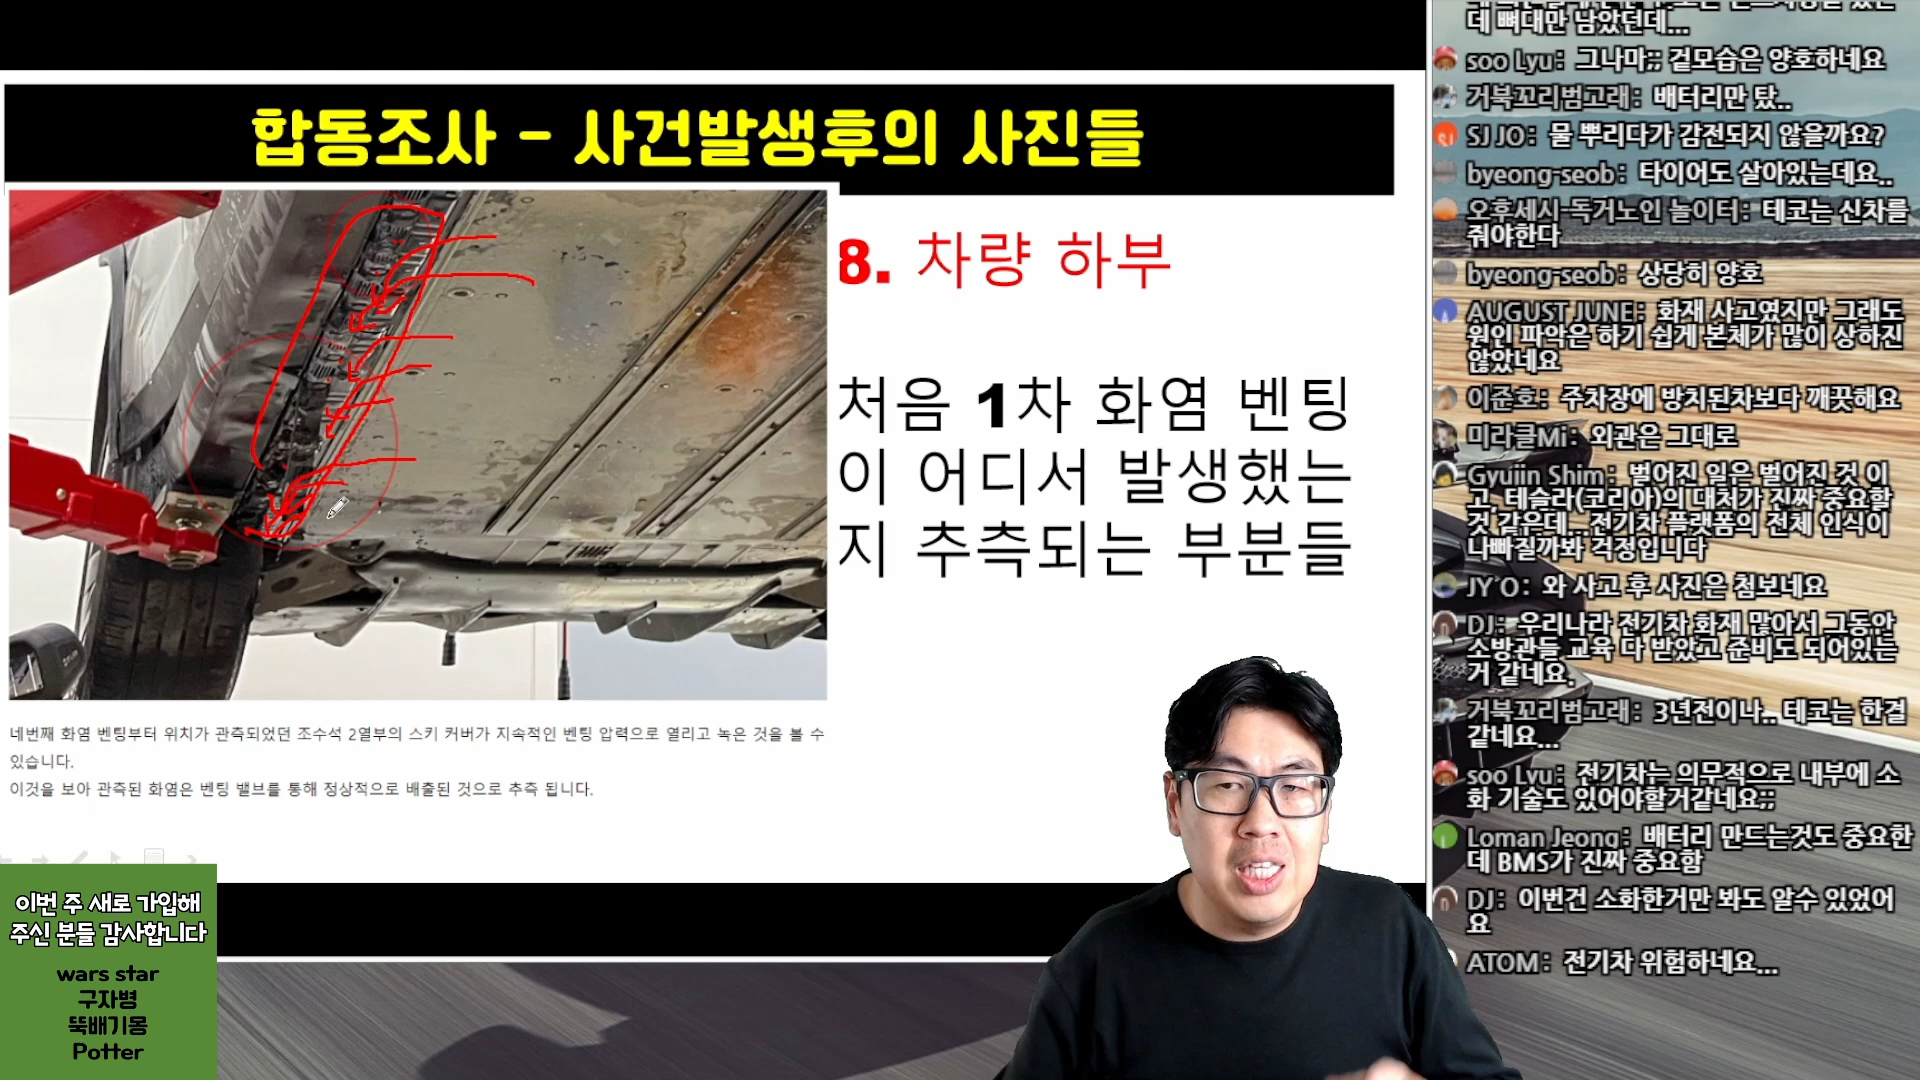 합동조사 - 사건발생후의 사진들
8. 차량 하부
처음 1차 화염 벤팅
이 어디서 발생했는
지 추측되는 부분들
네번째 화염 벤팅부터 위치가 관측되었던 조수석 2열부의 스키 커버가 지속적인 벤팅 압력으로 열리고 녹은 것을 볼 수
있습니다.
이것을 보아 관측된 화염은 벤팅 밸브를 통해 정상적으로 배출된 것으로 추측 됩니다.
이번 주 새로 가입해
주신 분들 감사합니다
wars star
구자병
뚝배기몽
Potter
데 뼈대만 남았던데...
soo Lyu: 그나마;; 겉모습은 양호하네요
거북꼬리범고래: 배터리만 탔..
SJ JO: 물 뿌리다가 감전되지 않을까요?
byeong-seob: 타이어도 살아있는데요..
오후세시 독거노인 놀이터: 테코는 신차를
줘야한다
byeong-seob: 상당히 양호
AUGUST JUNE: 화재 사고였지만 그래도
원인 파악은 하기 쉽게 본체가 많이 상하진
않았네요
이준호: 주차장에 방치된차보다 깨끗해요
미라클Mi: 외관은 그대로
Gyujin Shim: 벌어진 일은 벌어진 것 이
고, 테슬라(코리아)의 대처가 진짜 중요할
것 같은데...전기차 플랫폼의 전체 인식이
나빠질까봐 걱정입니다
JY O: 와 사고 후 사진은 첨보네요
DJ: 우리나라 전기차 화재 많아서 그동안
소방관들 교육 다 받았고 준비도 되어있는
거 같네요.
거북꼬리범고래: 3년전이나.. 테코는 한결
같네요...
soo Lyu: 전기차는 의무적으로 내부에 소
화 기술도 있어야할거같네요;;
Loman Jeong: 배터리 만드는것도 중요한
데 BMS가 진짜 중요함
DJ: 이번건 소화한거만 봐도 알수 있었어
요
ATOM: 전기차 위험하네요...